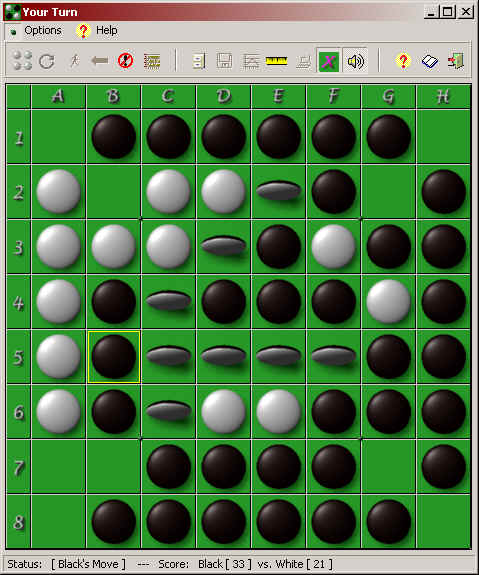 Your Turn
Options Help
X
A B C D E F G H
1
2
3
4
5
6
7
8
Status: [ Black's Move ] --- Score: Black [ 33 ] vs. White [ 21 ]